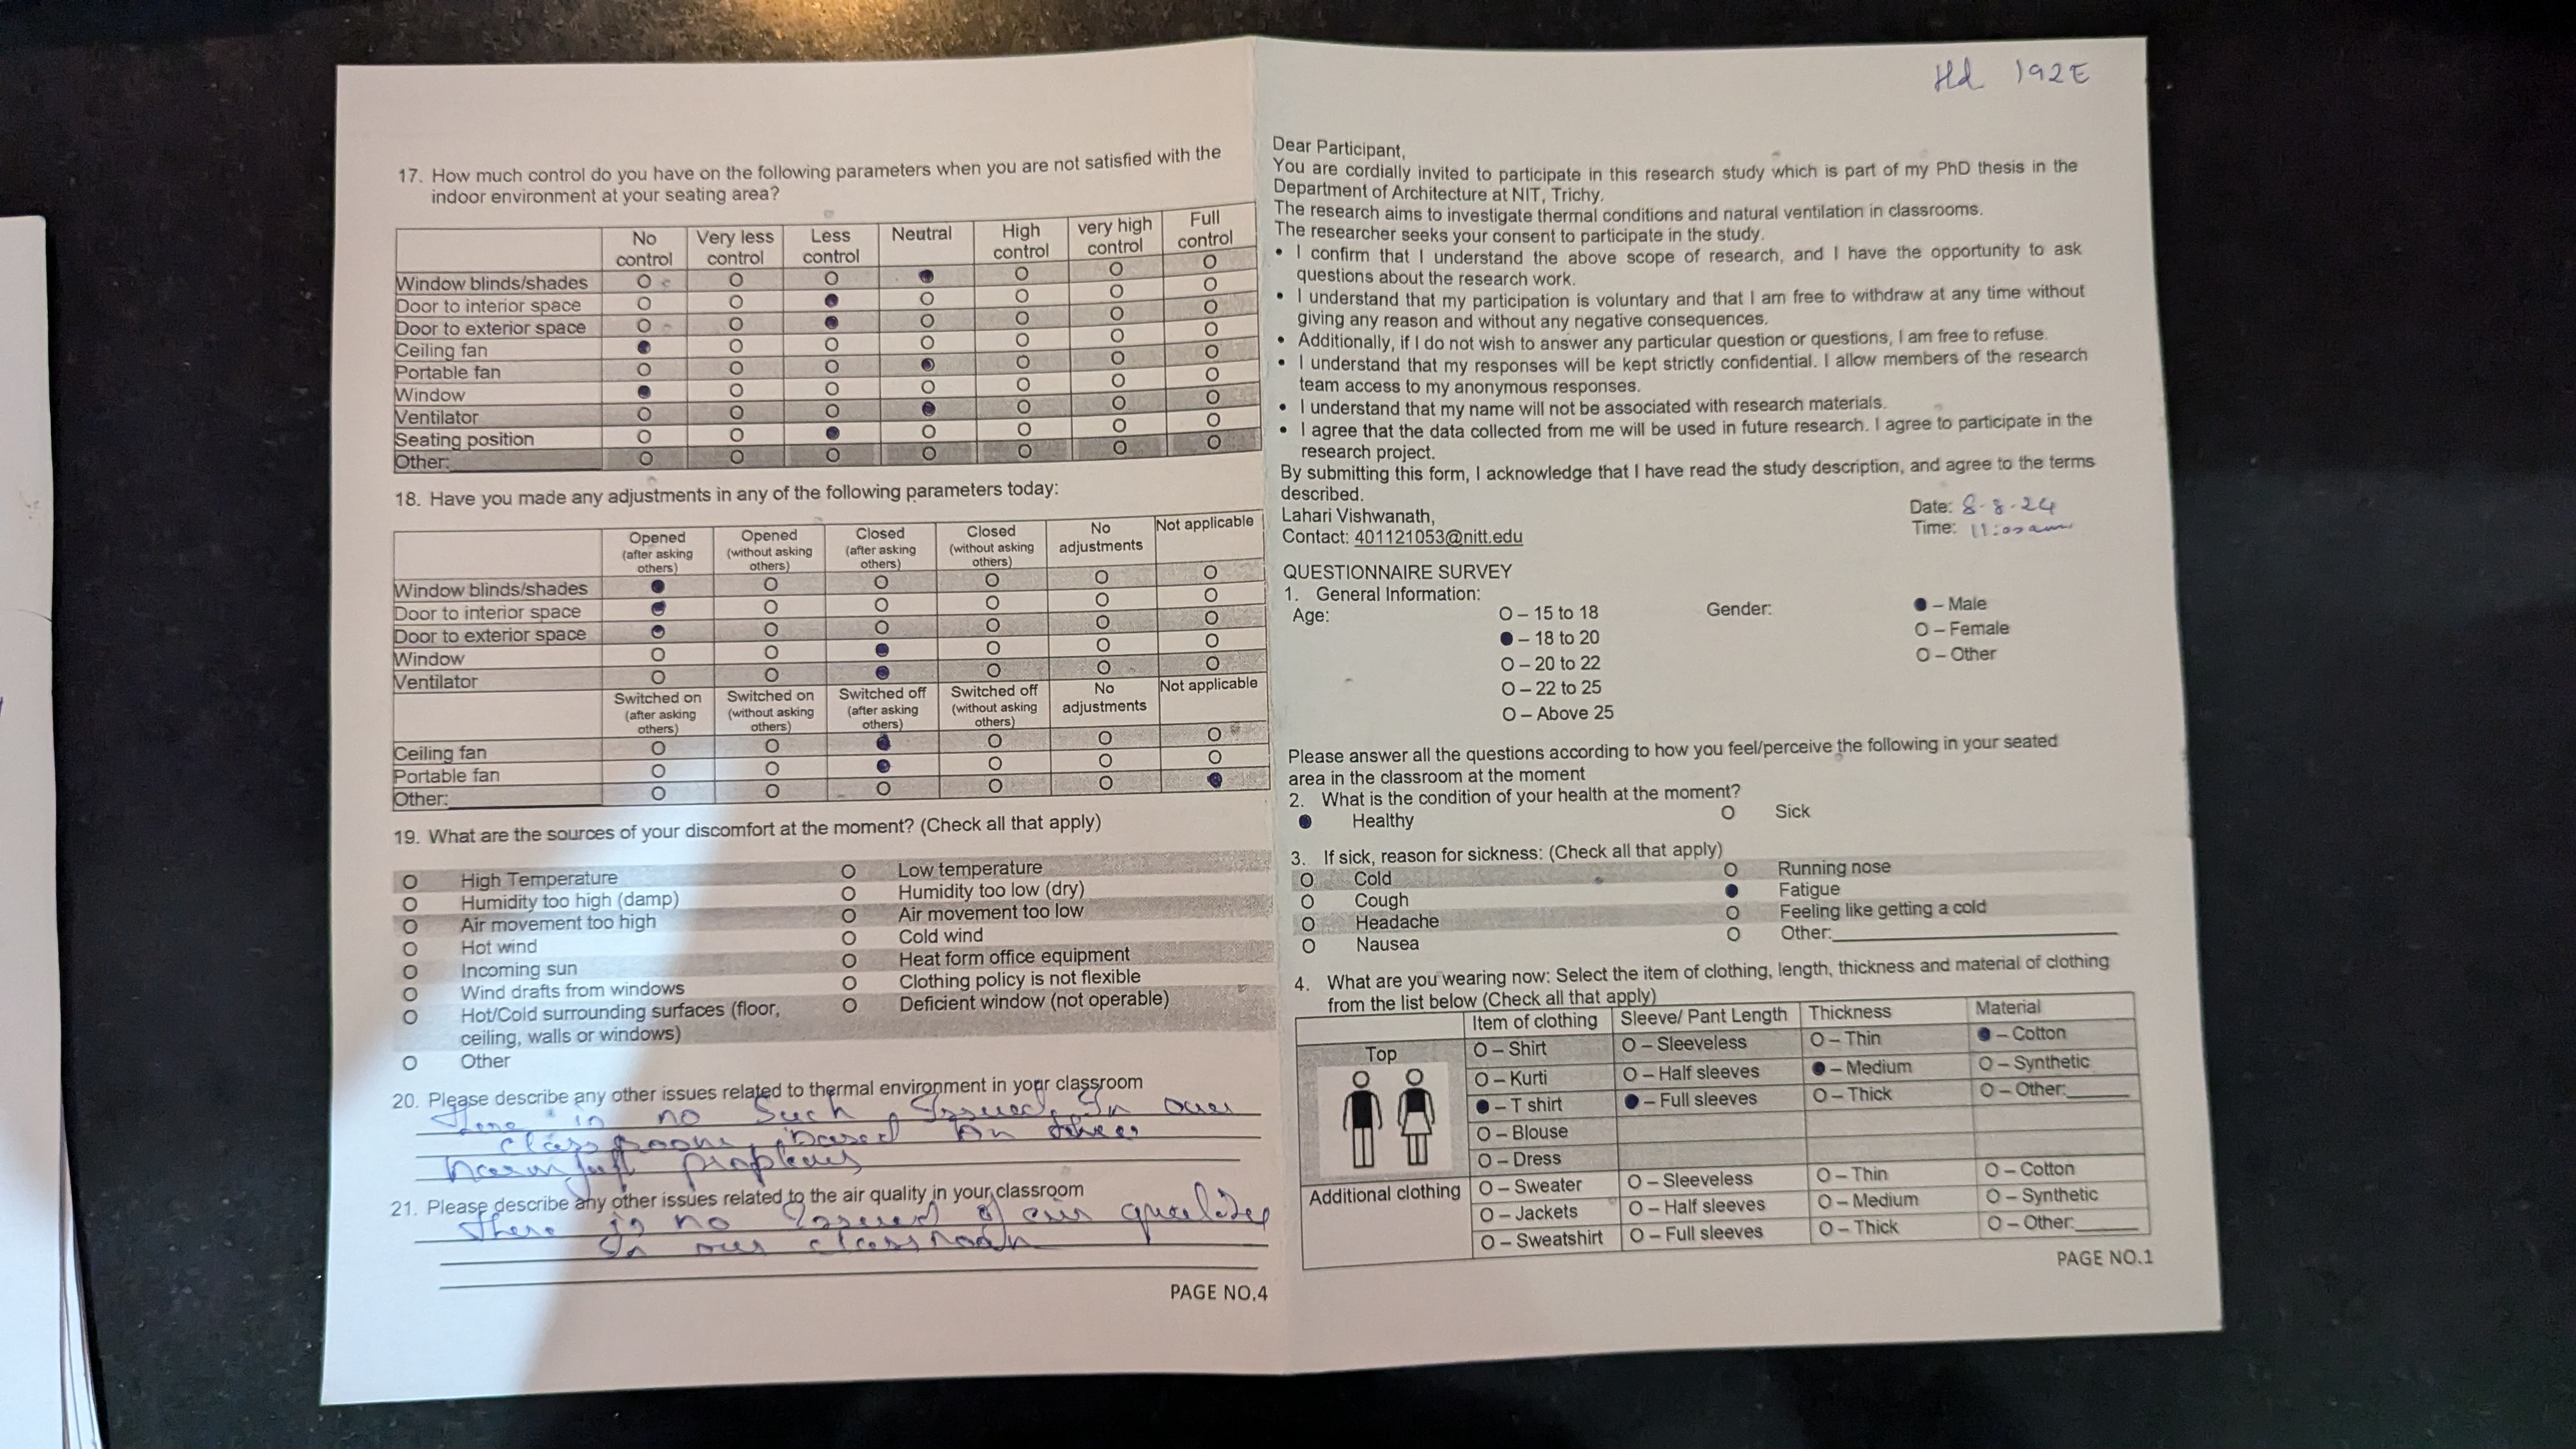 17. How much control do you have on the following parameters when you are not satisfied with the
indoor environment at your seating area?
No control Very less control Less control Neutral High control very high control Full control
Window blinds/shades O O O ● O O O
Door to interior space O O ● O O O O
Door to exterior space O O ● O O O O
Ceiling fan ● O O O O O O
Portable fan O O O ● O O O
Window ● O O O O O O
Ventilator O O O ● O O O
Seating position O O ● O O O O
Other: O O O O O O O
18. Have you made any adjustments in any of the following parameters today:
Opened (after asking others) Opened (without asking others) Closed (after asking others) Closed (without asking others) No adjustments Not applicable
Window blinds/shades ● O O O O O
Door to interior space ● O O O O O
Door to exterior space ● O O O O O
Window O O ● O O O
Ventilator O O ● O O O
Switched on (after asking others) Switched on (without asking others) Switched off (after asking others) Switched off (without asking others) No adjustments Not applicable
Ceiling fan O O ● O O O
Portable fan O O ● O O O
Other: O O O O O ●
19. What are the sources of your discomfort at the moment? (Check all that apply)
O High Temperature O Low temperature
O Humidity too high (damp) O Humidity too low (dry)
O Air movement too high O Air movement too low
O Hot wind O Cold wind
O Incoming sun O Heat form office equipment
O Wind drafts from windows O Clothing policy is not flexible
O Hot/Cold surrounding surfaces (floor, O Deficient window (not operable)
ceiling, walls or windows)
O Other
20. Please describe any other issues related to thermal environment in your classroom
no such Issued In our
classroom based on
21. Please describe any other issues related to the air quality in your classroom
There is no Issued of air quality
In our
PAGE NO.4
Hd 192E
Dear Participant,
You are cordially invited to participate in this research study which is part of my PhD thesis in the
Department of Architecture at NIT, Trichy.
The research aims to investigate thermal conditions and natural ventilation in classrooms.
The researcher seeks your consent to participate in the study.
• I confirm that I understand the above scope of research, and I have the opportunity to ask
questions about the research work.
• I understand that my participation is voluntary and that I am free to withdraw at any time without
giving any reason and without any negative consequences.
• Additionally, if I do not wish to answer any particular question or questions, I am free to refuse.
• I understand that my responses will be kept strictly confidential. I allow members of the research
team access to my anonymous responses.
• I understand that my name will not be associated with research materials.
• I agree that the data collected from me will be used in future research. I agree to participate in the
research project.
By submitting this form, I acknowledge that I have read the study description, and agree to the terms
described.
Lahari Vishwanath,
Contact: 401121053@nitt.edu
Date: 8-8-24
Time: 11:00am
QUESTIONNAIRE SURVEY
1. General Information:
Age: O – 15 to 18 Gender: ● – Male
● – 18 to 20 O – Female
O – 20 to 22 O – Other
O – 22 to 25
O – Above 25
Please answer all the questions according to how you feel/perceive the following in your seated
area in the classroom at the moment
2. What is the condition of your health at the moment?
● Healthy O Sick
3. If sick, reason for sickness: (Check all that apply)
O Cold O Running nose
O Cough ● Fatigue
O Headache O Feeling like getting a cold
O Nausea O Other:
4. What are you wearing now: Select the item of clothing, length, thickness and material of clothing
from the list below (Check all that apply)
Item of clothing Sleeve/ Pant Length Thickness Material
Top O – Shirt O – Sleeveless O – Thin ● – Cotton
O – Kurti O – Half sleeves ● – Medium O – Synthetic
● – T shirt ● – Full sleeves O – Thick O – Other:
O – Blouse
O – Dress
Additional clothing O – Sweater O – Sleeveless O – Thin O – Cotton
O – Jackets O – Half sleeves O – Medium O – Synthetic
O – Sweatshirt O – Full sleeves O – Thick O – Other:
PAGE NO.1